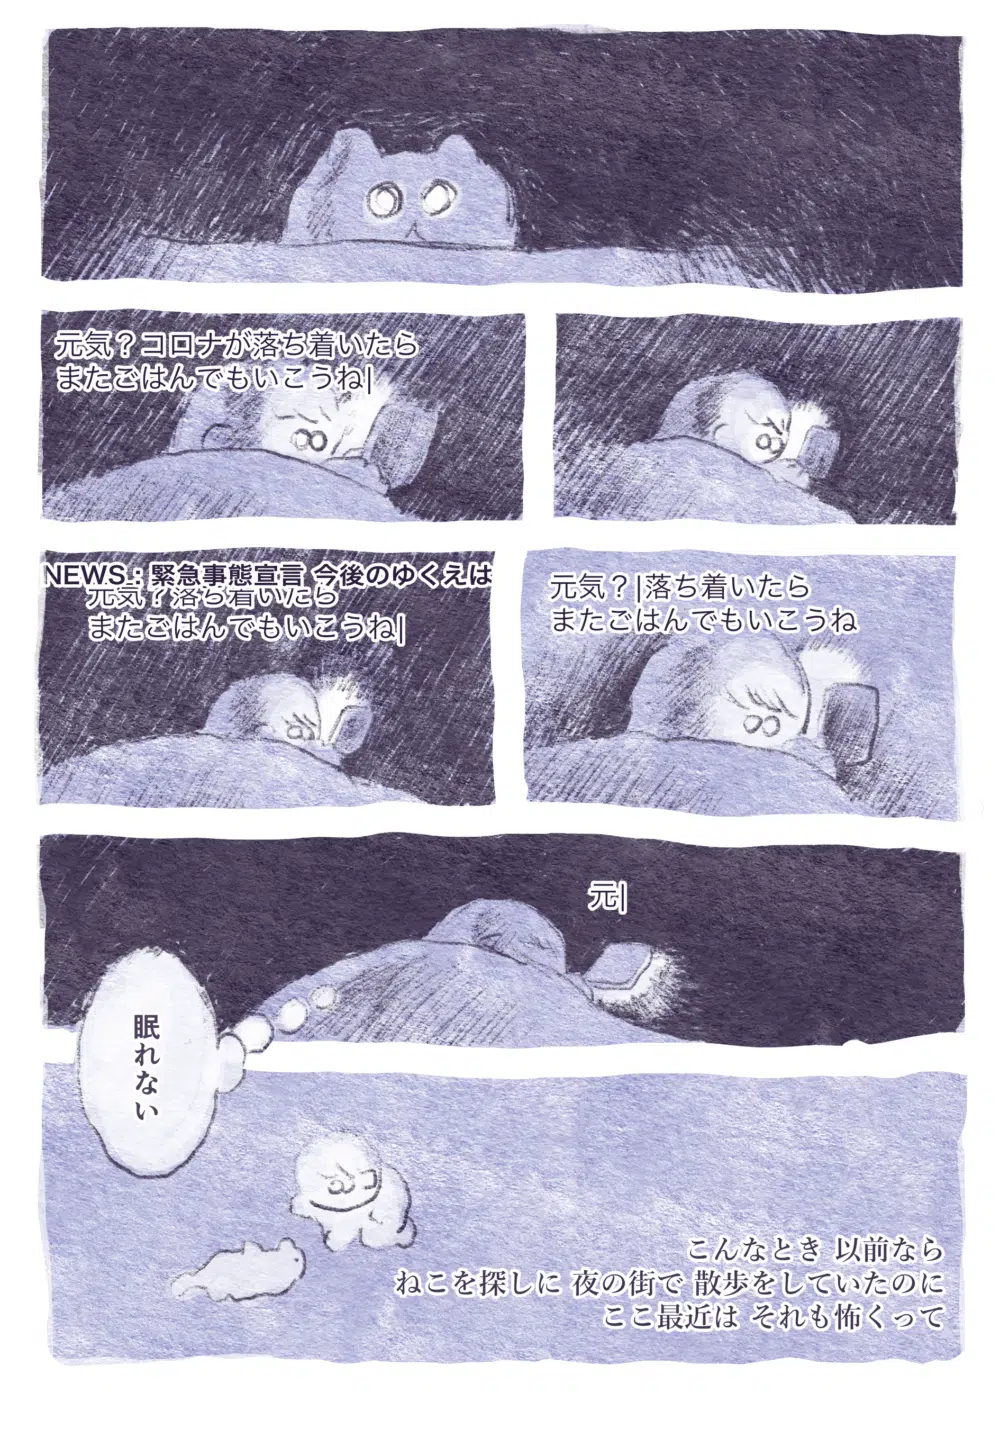 元気？コロナが落ち着いたら
またごはんでもいこうね|
NEWS : 緊急事態宣言 今後のゆくえは
元気？落ち着いたら
またごはんでもいこうね|
元気？|落ち着いたら
またごはんでもいこうね
元|
眠れない
こんなとき 以前なら
ねこを探しに 夜の街で 散歩をしていたのに
ここ最近は それも怖くって